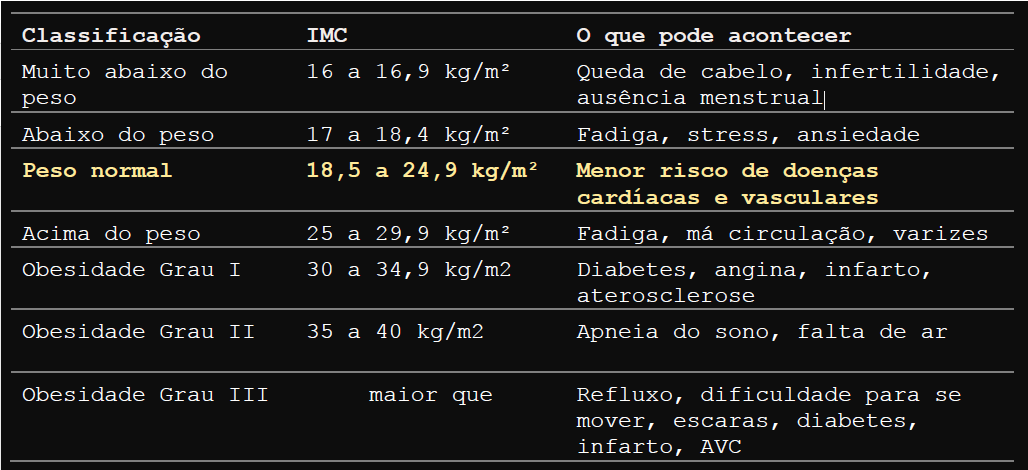 Classificação IMC O que pode acontecer
Muito abaixo do peso 16 a 16,9 kg/m² Queda de cabelo, infertilidade, ausência menstrual
Abaixo do peso 17 a 18,4 kg/m² Fadiga, stress, ansiedade
Peso normal 18,5 a 24,9 kg/m² Menor risco de doenças cardíacas e vasculares
Acima do peso 25 a 29,9 kg/m² Fadiga, má circulação, varizes
Obesidade Grau I 30 a 34,9 kg/m2 Diabetes, angina, infarto, aterosclerose
Obesidade Grau II 35 a 40 kg/m2 Apneia do sono, falta de ar
Obesidade Grau III maior que Refluxo, dificuldade para se mover, escaras, diabetes, infarto, AVC